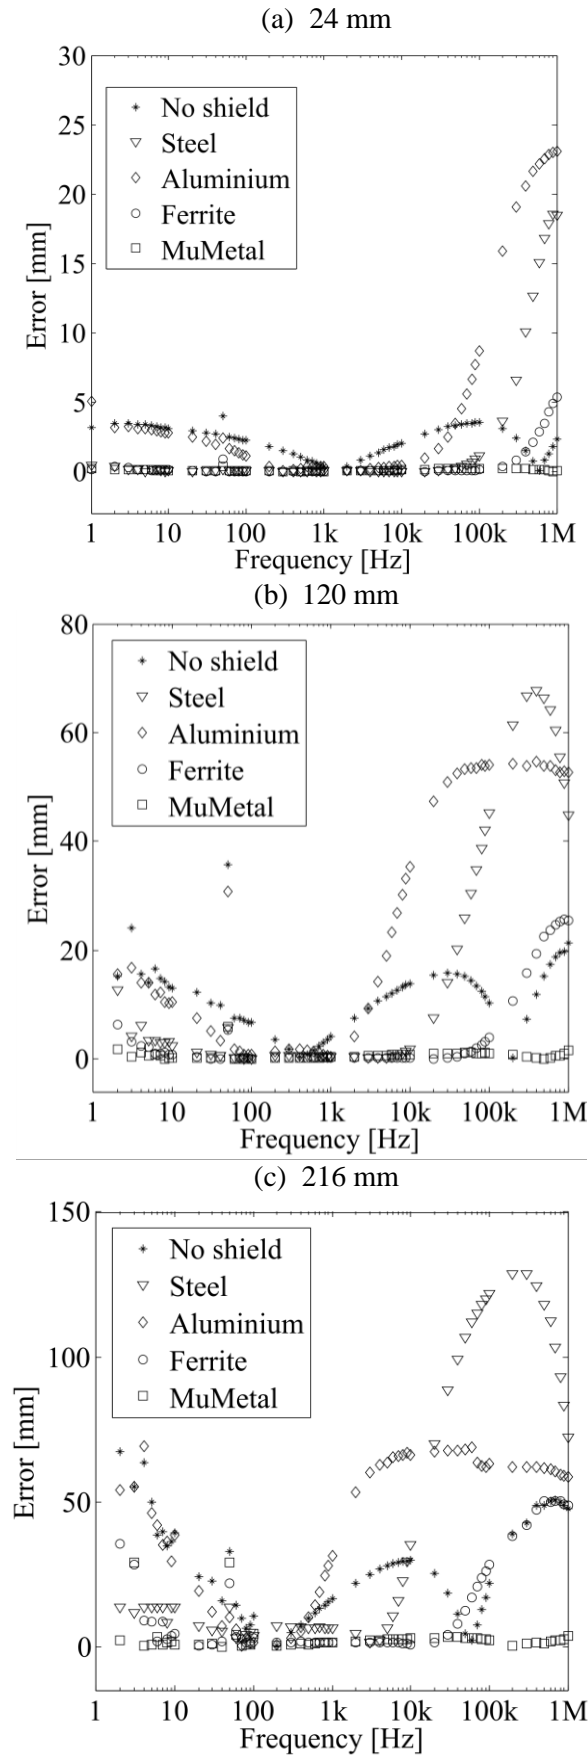 (a) 24 mm
30
25
20
15
10
5
0
Error [mm]
No shield
Steel
Aluminium
Ferrite
MuMetal
1 10 100 1k 10k 100k 1M
Frequency [Hz]
(b) 120 mm
80
60
40
20
0
Error [mm]
No shield
Steel
Aluminium
Ferrite
MuMetal
1 10 100 1k 10k 100k 1M
Frequency [Hz]
(c) 216 mm
150
100
50
0
Error [mm]
No shield
Steel
Aluminium
Ferrite
MuMetal
1 10 100 1k 10k 100k 1M
Frequency [Hz]